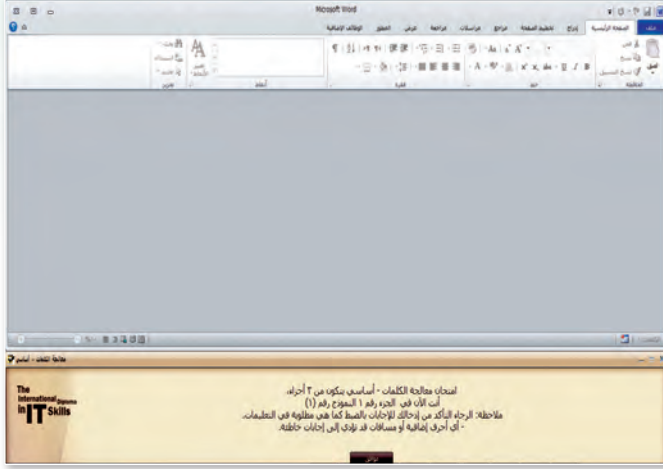 Microsoft Word
ملف الصفحة الرئيسية إدراج تخطيط الصفحة مراجع مراسلات مراجعة عرض المطور الوظائف الإضافية
قص
نسخ
نسخ التنسيق
لصق
الحافظة
خط
فقرة
أنماط
تحرير
معالجة الكلمات - أساسي
The
International Diploma
in IT Skills
امتحان معالجة الكلمات - أساسي يتكون من ٣ أجزاء.
أنت الآن في الجزء رقم ١ النموذج رقم (١)
ملاحظة: الرجاء التأكد من إدخالك للإجابات بالضبط كما هي مطلوبة في التعليمات.
- أي أحرف إضافية أو مسافات قد تؤدي إلى إجابات خاطئة.
موافق